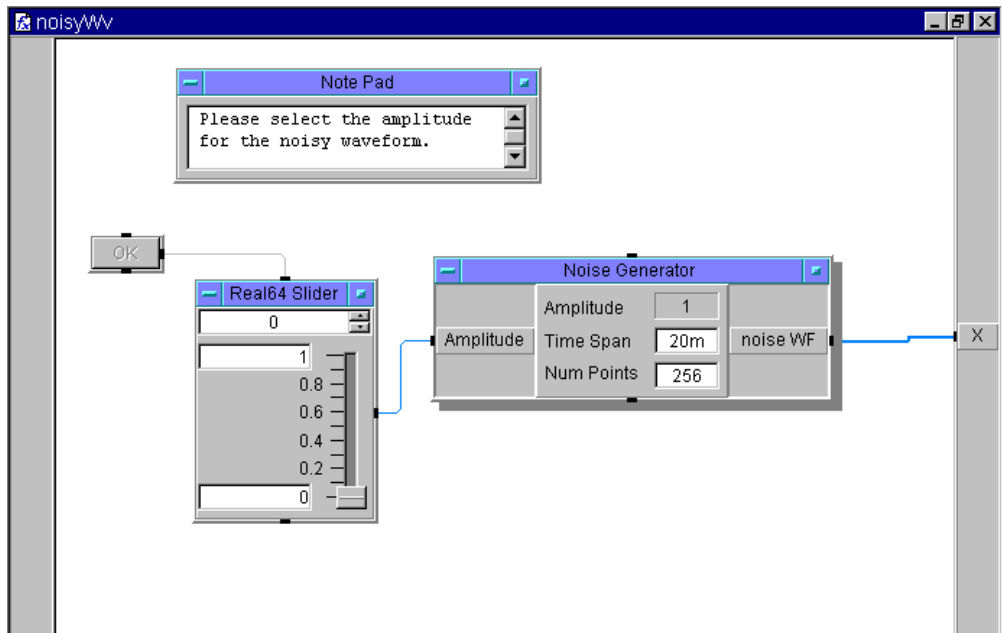 noisyWv
Note Pad
Please select the amplitude
for the noisy waveform.
OK
Real64 Slider
0
1
0.8
0.6
0.4
0.2
0
Noise Generator
Amplitude
Amplitude 1
Time Span 20m
Num Points 256
noise WF
X